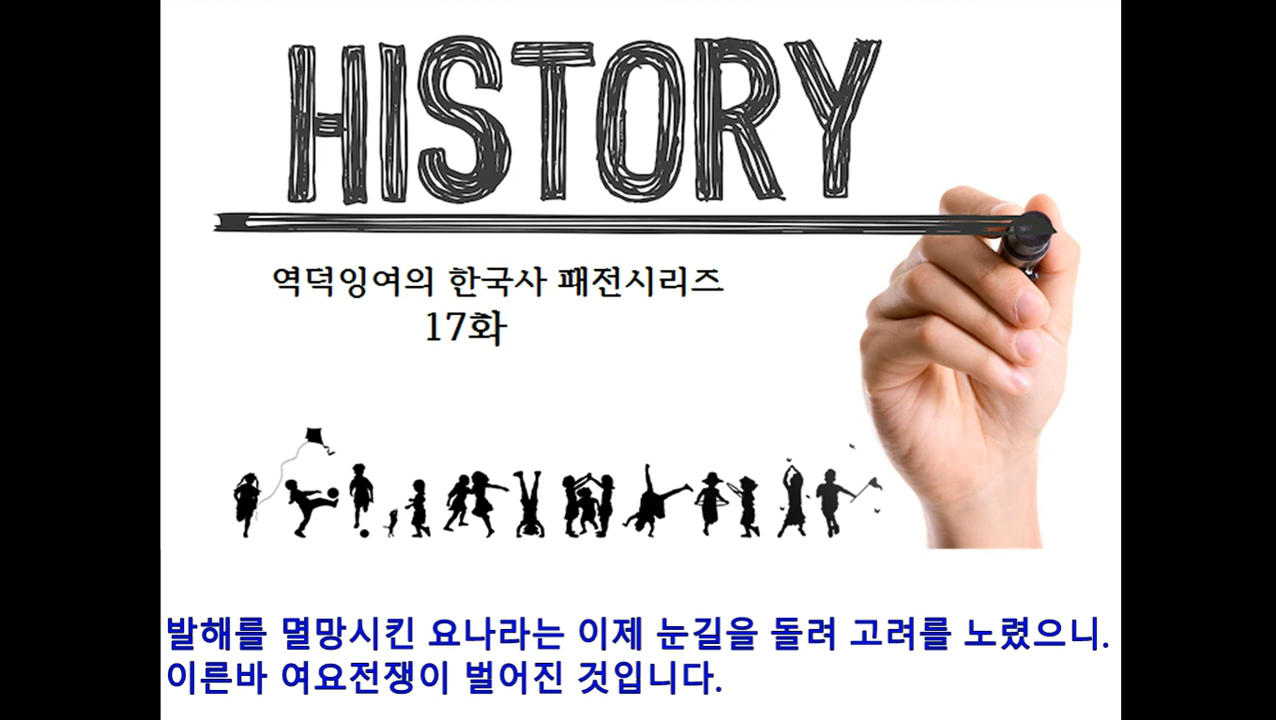 HISTORY
역덕잉여의 한국사 패전시리즈
17화
발해를 멸망시킨 요나라는 이제 눈길을 돌려 고려를 노렸으니.
이른바 여요전쟁이 벌어진 것입니다.